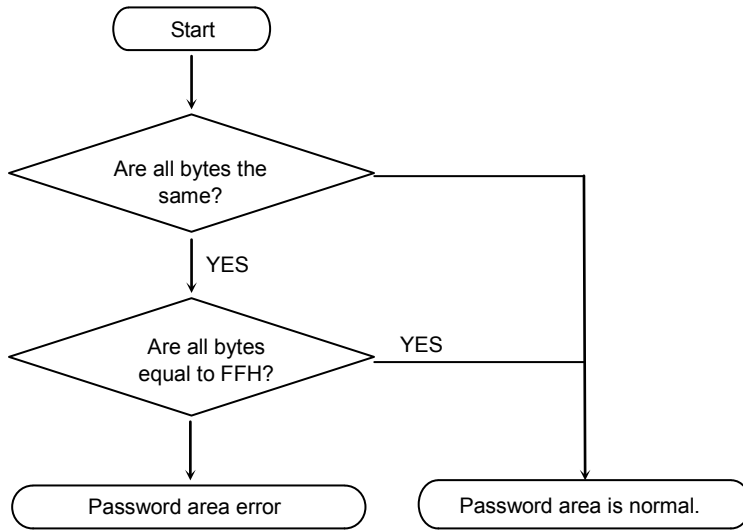 Start
Are all bytes the
same?
YES
Are all bytes
equal to FFH?
YES
Password area error
Password area is normal.